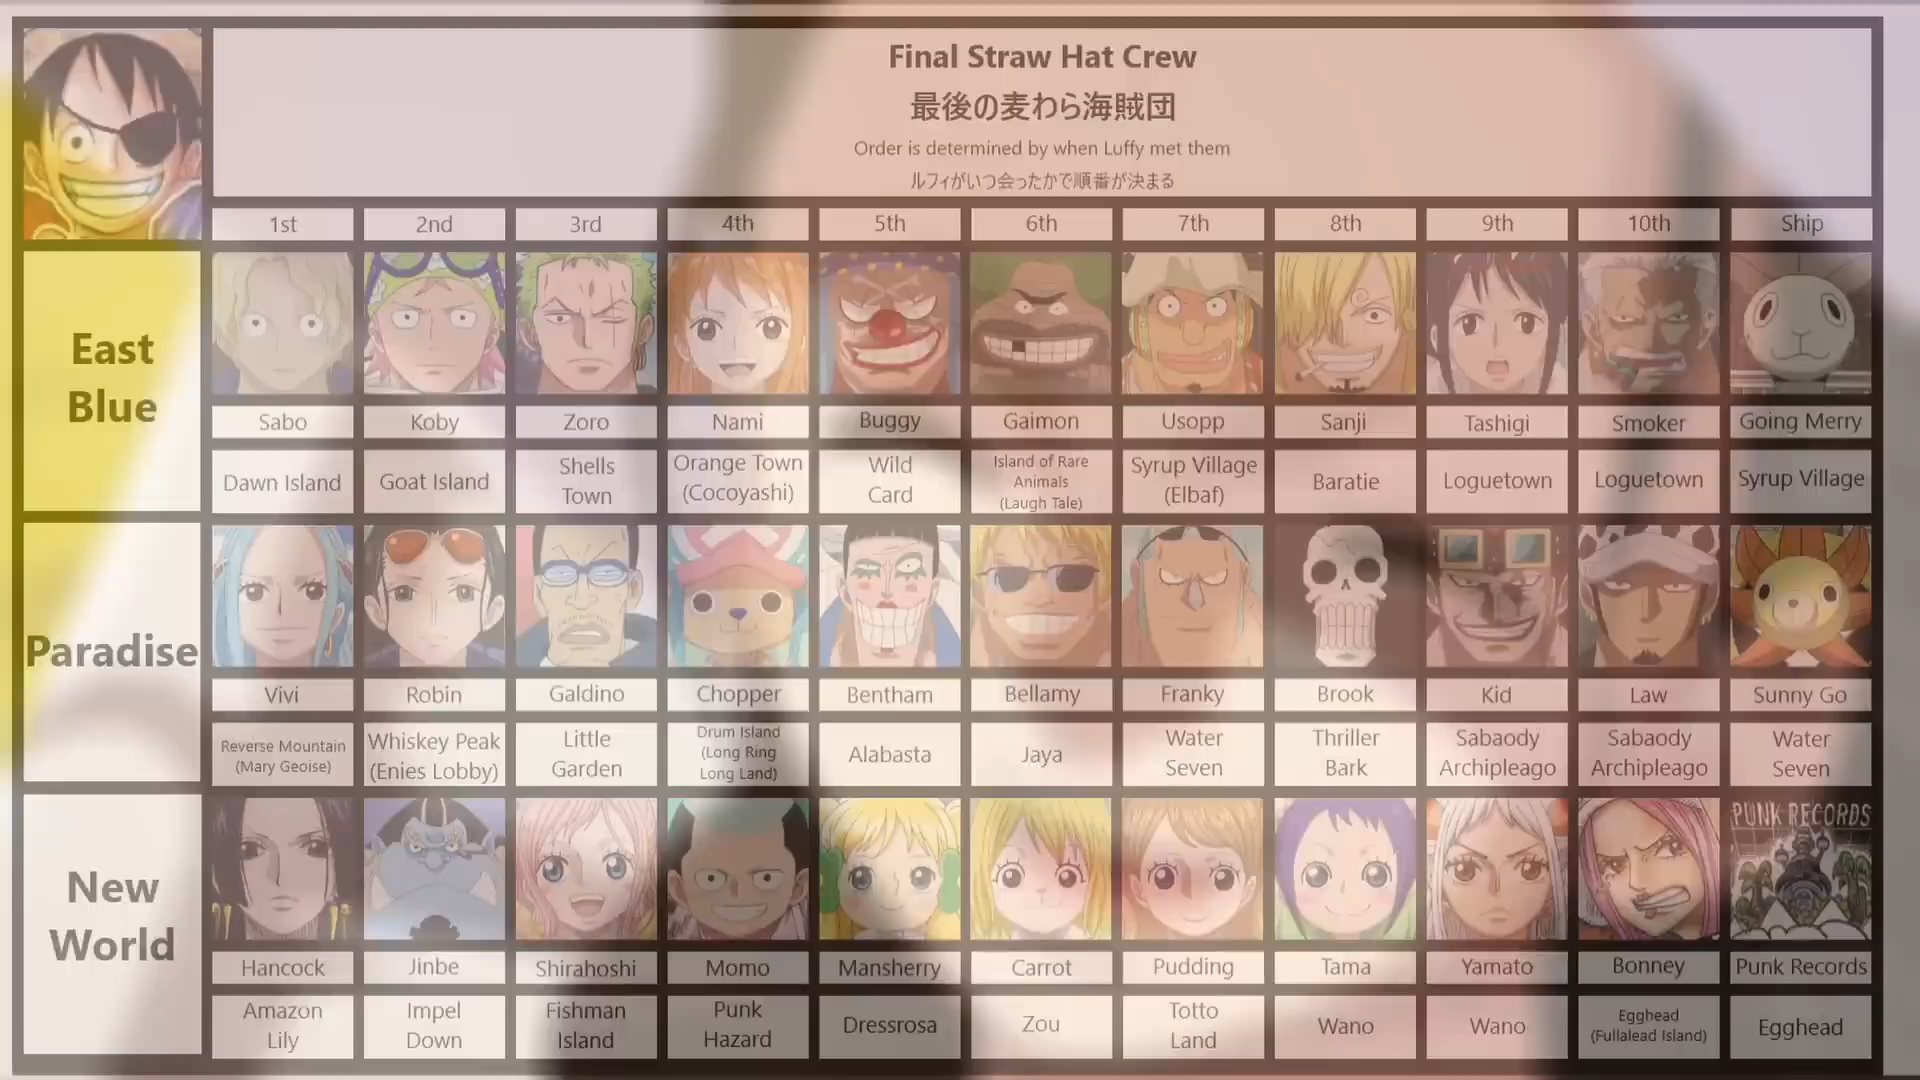 Final Straw Hat Crew
最後の麦わら海賊団
Order is determined by when Luffy met them
ルフィがいつ会ったかで順番が決まる
1st 2nd 3rd 4th 5th 6th 7th 8th 9th 10th Ship
East
Blue
Sabo Koby Zoro Nami Buggy Gaimon Usopp Sanji Tashigi Smoker Going Merry
Dawn Island
Goat Island
Shells
Town
Orange Town
(Cocoyashi)
Wild
Card
Island of Rare
Animals
(Laugh Tale)
Syrup Village
(Elbaf)
Baratie
Loguetown
Loguetown
Syrup Village
Paradise
Vivi Robin Galdino Chopper Bentham Bellamy Franky Brook Kid Law Sunny Go
Reverse Mountain
(Mary Geoise)
Whiskey Peak
(Enies Lobby)
Little
Garden
Drum Island
(Long Ring
Long Land)
Alabasta
Jaya
Water
Seven
Thriller
Bark
Sabaody
Archipleago
Sabaody
Archipleago
Water
Seven
New
World
PUNK RECORDS
Hancock Jinbe Shirahoshi Momo Mansherry Carrot Pudding Tama Yamato Bonney Punk Records
Amazon
Lily
Impel
Down
Fishman
Island
Punk
Hazard
Dressrosa
Zou
Totto
Land
Wano
Wano
Egghead
(Fullalead Island)
Egghead